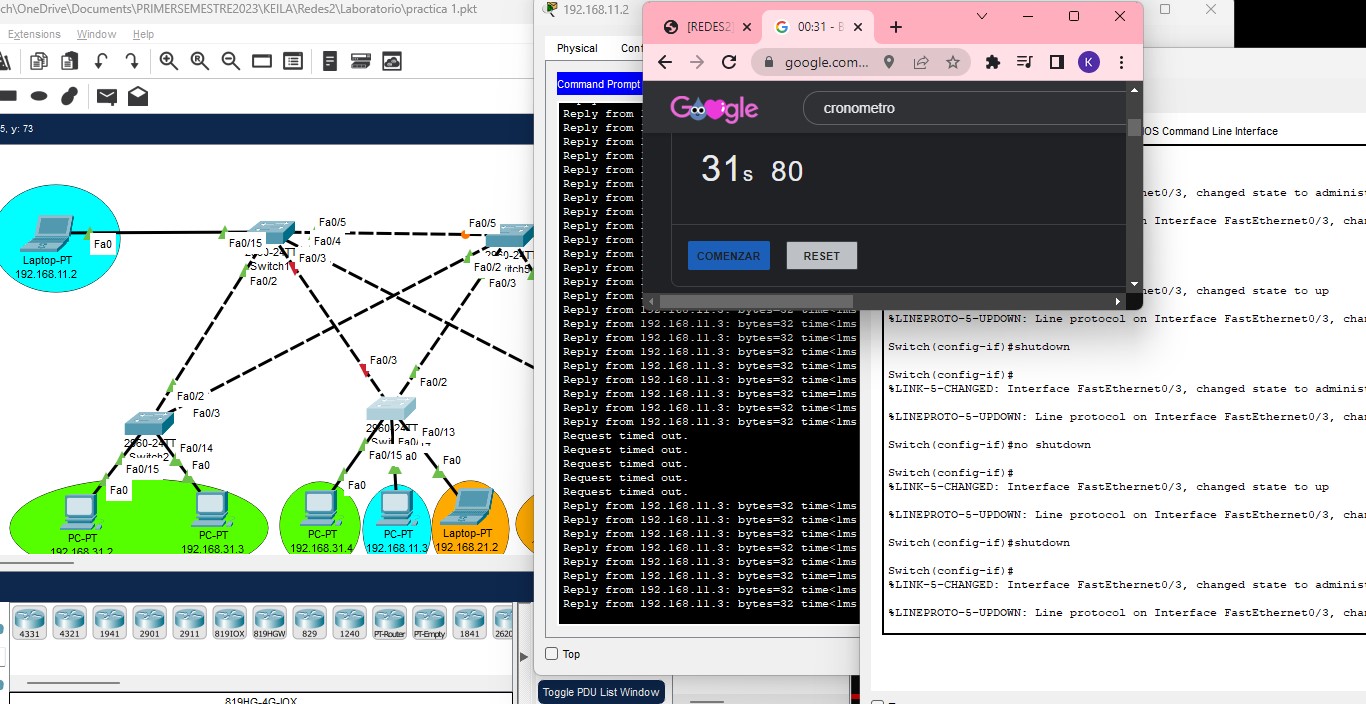 ch\OneDrive\Documents\PRIMERSEMESTRE2023\KEILA\Redes2\Laboratorio\practica 1.pkt
Extensions Window Help
5, y: 73
Fa0
Laptop-PT
192.168.11.2
Fa0/15
Fa0/5
Fa0/4
Fa0/3
Switch1
Fa0/2
Fa0/5
Fa0/2
Fa0/3
Fa0/2
Fa0/3
2960-24TT
Switch2
Fa0/15
Fa0/14
Fa0
Fa0
PC-PT
192.168.31.2
PC-PT
192.168.31.3
Fa0/3
Fa0/2
Fa0/13
Fa0/15
Fa0
Fa0
PC-PT
192.168.31.4
PC-PT
192.168.11.3
Laptop-PT
192.168.21.2
4331 4321 1941 2901 2911 819IOX 819HGW 829 1240 PT-Router PT-Empty 1841 2620
819HG-4G-IOX
192.168.11.2
Physical
Command Prompt
Reply from
Reply from
Reply from
Reply from
Reply from
Reply from
Reply from
Reply from
Reply from
Reply from
Reply from
Reply from
Reply from
Reply from
Reply from 192.168.11.3: bytes=32 time<1ms
Reply from 192.168.11.3: bytes=32 time<1ms
Reply from 192.168.11.3: bytes=32 time<1ms
Reply from 192.168.11.3: bytes=32 time<1ms
Reply from 192.168.11.3: bytes=32 time=1ms
Reply from 192.168.11.3: bytes=32 time<1ms
Reply from 192.168.11.3: bytes=32 time=1ms
Reply from 192.168.11.3: bytes=32 time<1ms
Reply from 192.168.11.3: bytes=32 time<1ms
Request timed out.
Request timed out.
Request timed out.
Request timed out.
Request timed out.
Reply from 192.168.11.3: bytes=32 time<1ms
Reply from 192.168.11.3: bytes=32 time<1ms
Reply from 192.168.11.3: bytes=32 time<1ms
Reply from 192.168.11.3: bytes=32 time<1ms
Reply from 192.168.11.3: bytes=32 time<1ms
Reply from 192.168.11.3: bytes=32 time=1ms
Reply from 192.168.11.3: bytes=32 time<1ms
Reply from 192.168.11.3: bytes=32 time<1ms
Top
Toggle PDU List Window
[REDES2] 00:31 - B
google.com...
K
Google
cronometro
31s 80
COMENZAR RESET
IOS Command Line Interface
net0/3, changed state to administ
on Interface FastEthernet0/3, chan
net0/3, changed state to up
%LINEPROTO-5-UPDOWN: Line protocol on Interface FastEthernet0/3, chan
Switch(config-if)#shutdown
Switch(config-if)#
%LINK-5-CHANGED: Interface FastEthernet0/3, changed state to administ
%LINEPROTO-5-UPDOWN: Line protocol on Interface FastEthernet0/3, chan
Switch(config-if)#no shutdown
Switch(config-if)#
%LINK-5-CHANGED: Interface FastEthernet0/3, changed state to up
%LINEPROTO-5-UPDOWN: Line protocol on Interface FastEthernet0/3, chan
Switch(config-if)#shutdown
Switch(config-if)#
%LINK-5-CHANGED: Interface FastEthernet0/3, changed state to administ
%LINEPROTO-5-UPDOWN: Line protocol on Interface FastEthernet0/3, chan